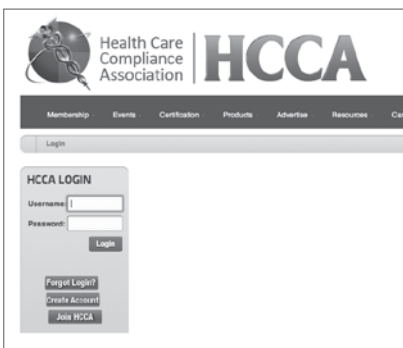 Health Care
Compliance
Association
HCCA
Membership Events Certification Products Advertise Resources
Login
HCCA LOGIN
Username:
Password:
Login
Forgot Login?
Create Account
Join HCCA